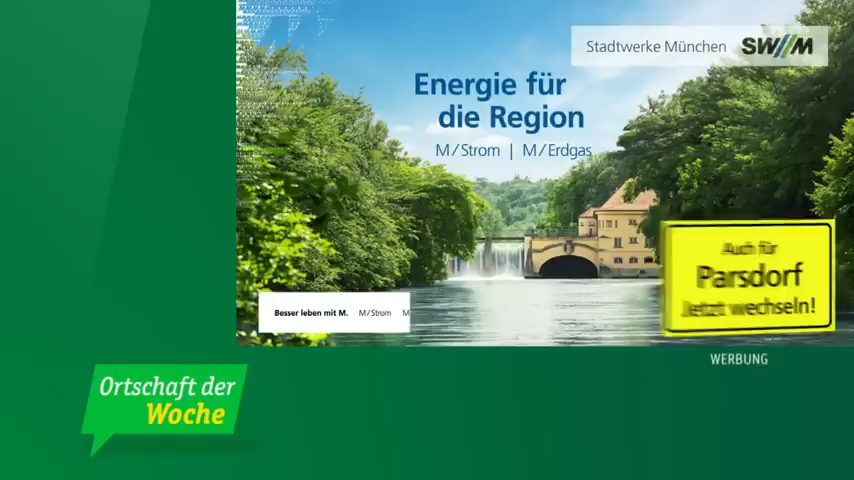 Stadtwerke München SW//M
Energie für
die Region
M/Strom | M/Erdgas
Auch für
Parsdorf
Jetzt wechseln!
Besser leben mit M. M/Strom M
WERBUNG
Ortschaft der
Woche